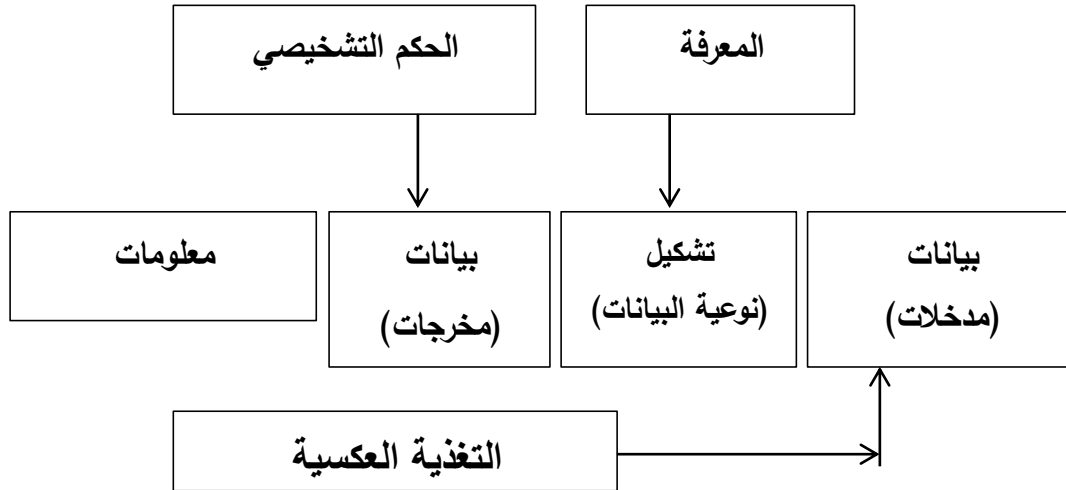 المعرفة
الحكم التشخيصي
بيانات
(مدخلات)
تشكيل
(نوعية البيانات)
بيانات
(مخرجات)
معلومات
التغذية العكسية